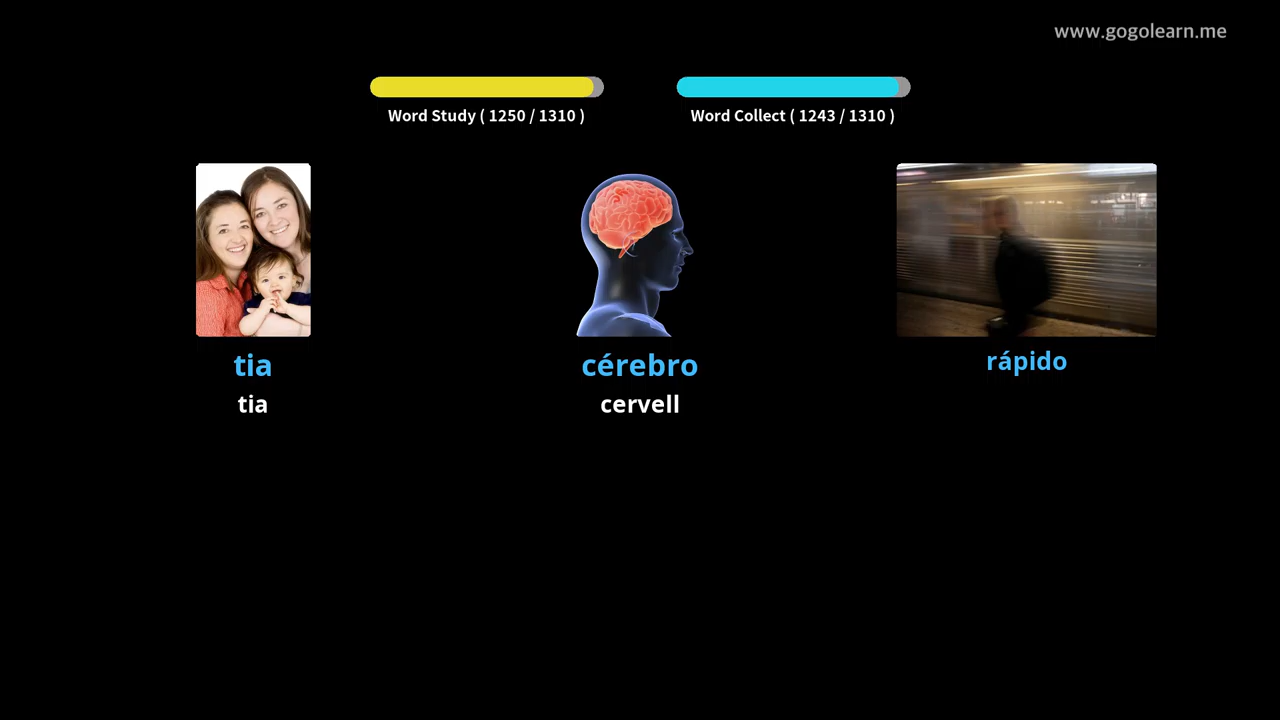 www.gogolearn.me
Word Study ( 1250 / 1310 )
Word Collect ( 1243 / 1310 )
tia
tia
cérebro
cervell
rápido